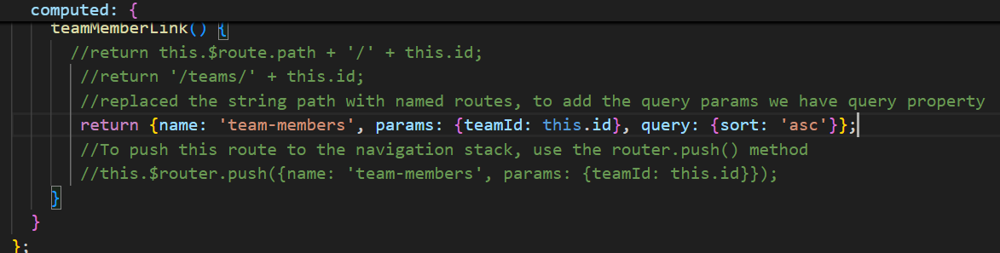 computed: {
teamMemberLink() {
//return this.$route.path + '/' + this.id;
//return '/teams/' + this.id;
//replaced the string path with named routes, to add the query params we have query property
return {name: 'team-members', params: {teamId: this.id}, query: {sort: 'asc'}};
//To push this route to the navigation stack, use the router.push() method
//this.$router.push({name: 'team-members', params: {teamId: this.id}});
}
}
};